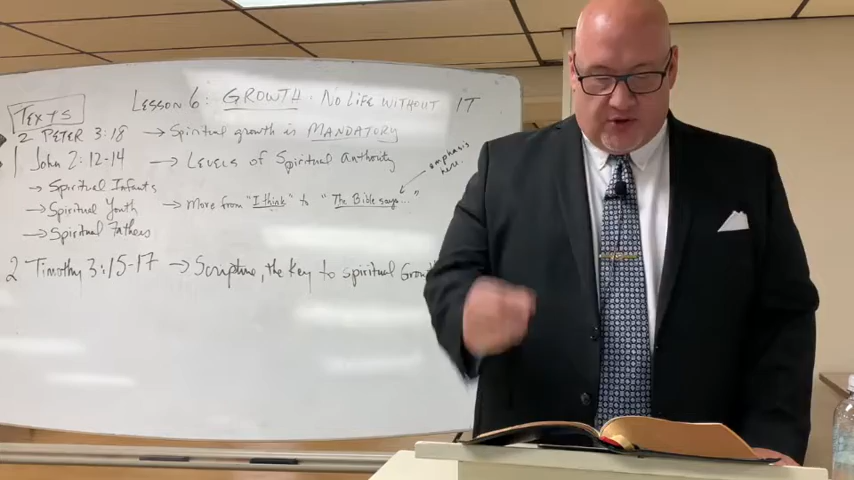 Lesson 6: GROWTH - No Life Without IT
TEXTS
2 PETER 3:18 → Spiritual growth is MANDATORY
1 John 2:12-14 → LEVELS of Spiritual Authority
→ Spiritual Infants
→ Spiritual Youth → More from "I think" to "The Bible says..."
emphasis
here.
→ Spiritual Fathers
2 Timothy 3:15-17 → Scripture, the Key to Spiritual